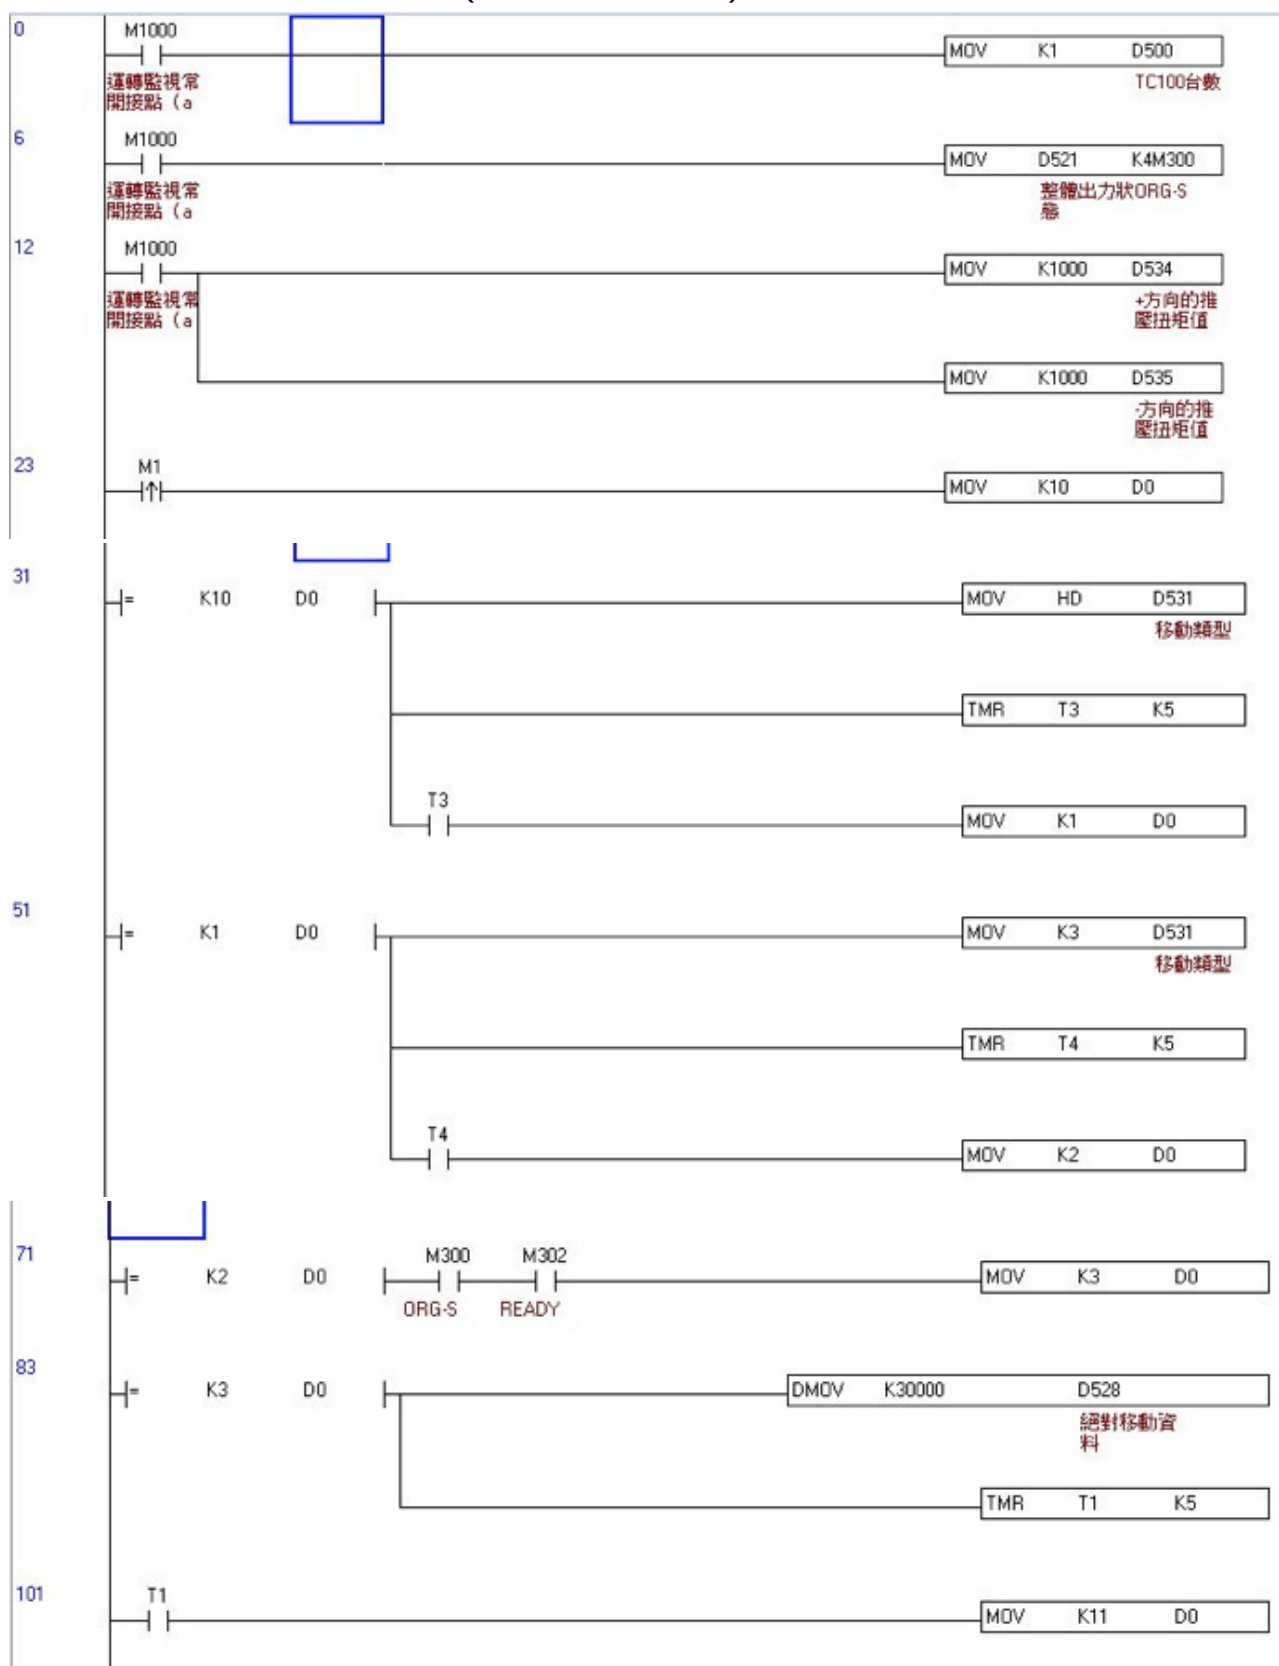 0
M1000
MOV K1 D500
運轉監視常
開接點（a
TC100台數
6
M1000
MOV D521 K4M300
運轉監視常
開接點（a
整體出力狀ORG-S
態
12
M1000
MOV K1000 D534
運轉監視常
開接點（a
+方向的推
壓扭矩值
MOV K1000 D535
-方向的推
壓扭矩值
23
M1
MOV K10 D0
31
= K10 D0
MOV HD D531
移動類型
TMR T3 K5
T3
MOV K1 D0
51
= K1 D0
MOV K3 D531
移動類型
TMR T4 K5
T4
MOV K2 D0
71
= K2 D0
M300 M302
MOV K3 D0
ORG-S READY
83
= K3 D0
DMOV K30000 D528
絕對移動資
料
TMR T1 K5
101
T1
MOV K11 D0